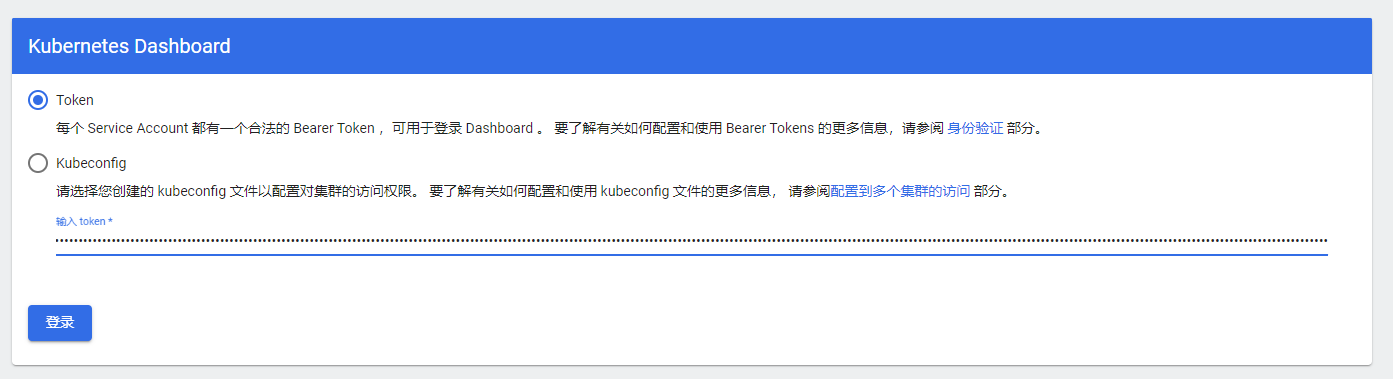 Kubernetes Dashboard
Token
每个 Service Account 都有一个合法的 Bearer Token ，可用于登录 Dashboard 。 要了解有关如何配置和使用 Bearer Tokens 的更多信息，请参阅 身份验证 部分。
Kubeconfig
请选择您创建的 kubeconfig 文件以配置对集群的访问权限。 要了解有关如何配置和使用 kubeconfig 文件的更多信息， 请参阅配置到多个集群的访问 部分。
输入 token *
登录